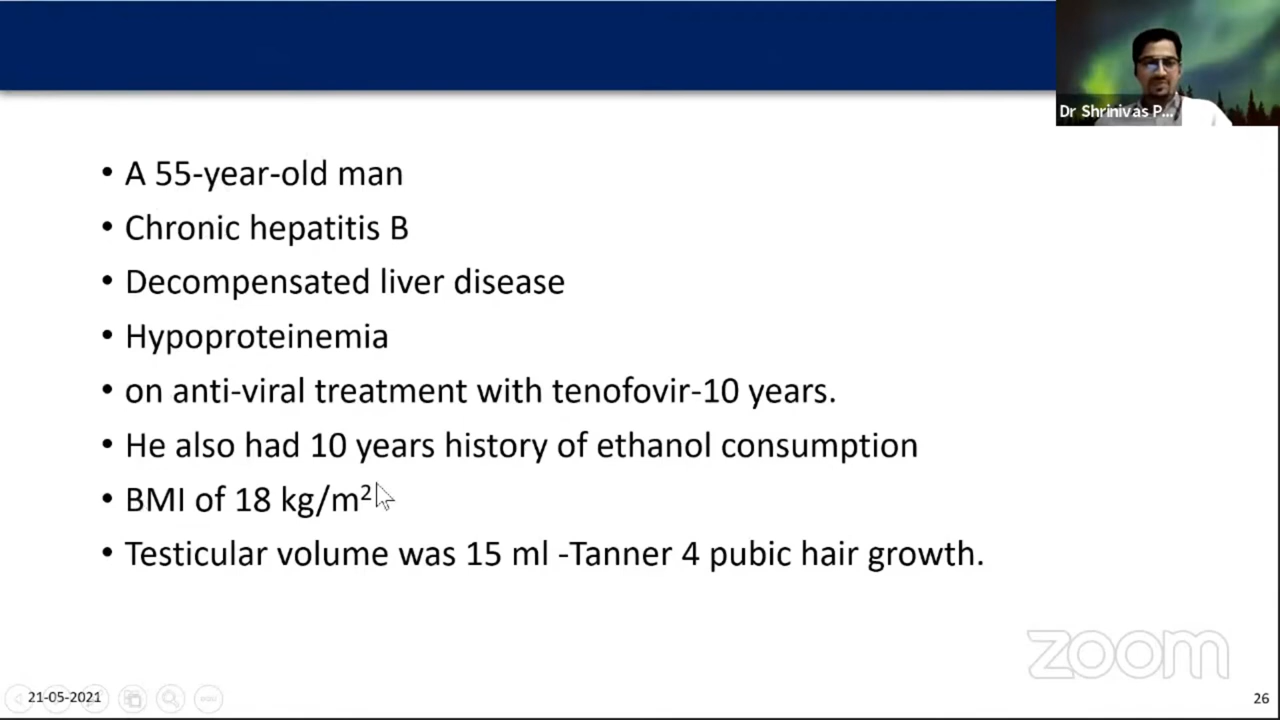 Dr Shrinivas P...
• A 55-year-old man
• Chronic hepatitis B
• Decompensated liver disease
• Hypoproteinemia
• on anti-viral treatment with tenofovir-10 years.
• He also had 10 years history of ethanol consumption
• BMI of 18 kg/m²
• Testicular volume was 15 ml -Tanner 4 pubic hair growth.
zoom
21-05-2021
26